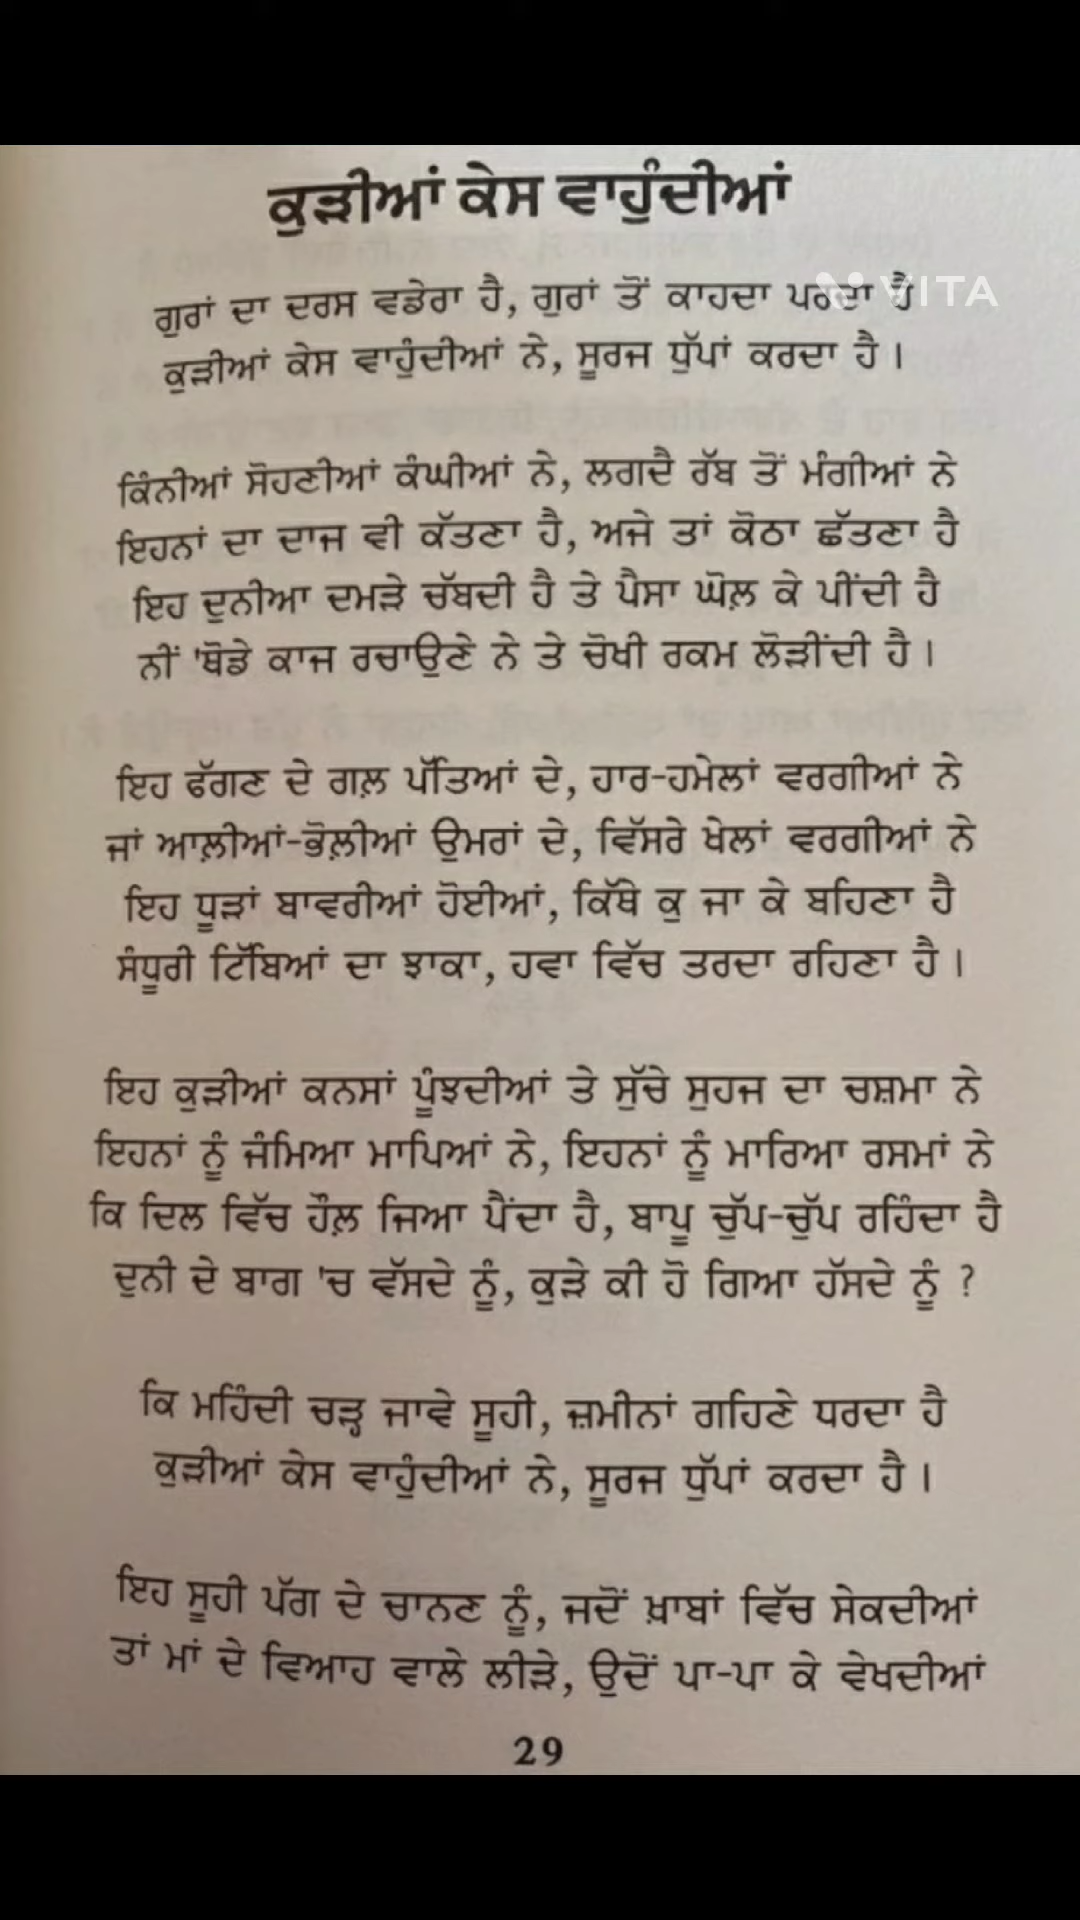 ਕੁੜੀਆਂ ਕੇਸ ਵਾਹੁੰਦੀਆਂ
VITA
ਗੁਰਾਂ ਦਾ ਦਰਸ ਵਡੇਰਾ ਹੈ, ਗੁਰਾਂ ਤੋਂ ਕਾਹਦਾ ਪਰਦਾ ਹੈ
ਕੁੜੀਆਂ ਕੇਸ ਵਾਹੁੰਦੀਆਂ ਨੇ, ਸੂਰਜ ਧੁੱਪਾਂ ਕਰਦਾ ਹੈ।
ਕਿੰਨੀਆਂ ਸੋਹਣੀਆਂ ਕੰਘੀਆਂ ਨੇ, ਲਗਦੈ ਰੱਬ ਤੋਂ ਮੰਗੀਆਂ ਨੇ
ਇਹਨਾਂ ਦਾ ਦਾਜ ਵੀ ਕੱਤਣਾ ਹੈ, ਅਜੇ ਤਾਂ ਕੋਠਾ ਛੱਤਣਾ ਹੈ
ਇਹ ਦੁਨੀਆ ਦਮੜੇ ਚੱਬਦੀ ਹੈ ਤੇ ਪੈਸਾ ਘੋਲ਼ ਕੇ ਪੀਂਦੀ ਹੈ
ਨੀਂ 'ਥੋਡੇ ਕਾਜ ਰਚਾਉਣੇ ਨੇ ਤੇ ਚੋਖੀ ਰਕਮ ਲੋੜੀਂਦੀ ਹੈ।
ਇਹ ਫੱਗਣ ਦੇ ਗਲ਼ ਪੱਤਿਆਂ ਦੇ, ਹਾਰ-ਹਮੇਲਾਂ ਵਰਗੀਆਂ ਨੇ
ਜਾਂ ਆਲ਼ੀਆਂ-ਭੋਲ਼ੀਆਂ ਉਮਰਾਂ ਦੇ, ਵਿੱਸਰੇ ਖੇਲਾਂ ਵਰਗੀਆਂ ਨੇ
ਇਹ ਧੂੜਾਂ ਬਾਵਰੀਆਂ ਹੋਈਆਂ, ਕਿੱਥੇ ਕੁ ਜਾ ਕੇ ਬਹਿਣਾ ਹੈ
ਸੰਧੂਰੀ ਟਿੱਬਿਆਂ ਦਾ ਝਾਕਾ, ਹਵਾ ਵਿੱਚ ਤਰਦਾ ਰਹਿਣਾ ਹੈ।
ਇਹ ਕੁੜੀਆਂ ਕਨਸਾਂ ਪੂੰਝਦੀਆਂ ਤੇ ਸੁੱਚੇ ਸੁਹਜ ਦਾ ਚਸ਼ਮਾ ਨੇ
ਇਹਨਾਂ ਨੂੰ ਜੰਮਿਆ ਮਾਪਿਆਂ ਨੇ, ਇਹਨਾਂ ਨੂੰ ਮਾਰਿਆ ਰਸਮਾਂ ਨੇ
ਕਿ ਦਿਲ ਵਿੱਚ ਹੌਲ਼ ਜਿਆ ਪੈਂਦਾ ਹੈ, ਬਾਪੂ ਚੁੱਪ-ਚੁੱਪ ਰਹਿੰਦਾ ਹੈ
ਦੁਨੀ ਦੇ ਬਾਗ 'ਚ ਵੱਸਦੇ ਨੂੰ, ਕੁੜੇ ਕੀ ਹੋ ਗਿਆ ਹੱਸਦੇ ਨੂੰ ?
ਕਿ ਮਹਿੰਦੀ ਚੜ੍ਹ ਜਾਵੇ ਸੂਹੀ, ਜ਼ਮੀਨਾਂ ਗਹਿਣੇ ਧਰਦਾ ਹੈ
ਕੁੜੀਆਂ ਕੇਸ ਵਾਹੁੰਦੀਆਂ ਨੇ, ਸੂਰਜ ਧੁੱਪਾਂ ਕਰਦਾ ਹੈ।
ਇਹ ਸੂਹੀ ਪੱਗ ਦੇ ਚਾਨਣ ਨੂੰ, ਜਦੋਂ ਖ਼ਾਬਾਂ ਵਿੱਚ ਸੇਕਦੀਆਂ
ਤਾਂ ਮਾਂ ਦੇ ਵਿਆਹ ਵਾਲੇ ਲੀੜੇ, ਉਦੋਂ ਪਾ-ਪਾ ਕੇ ਵੇਖਦੀਆਂ
29